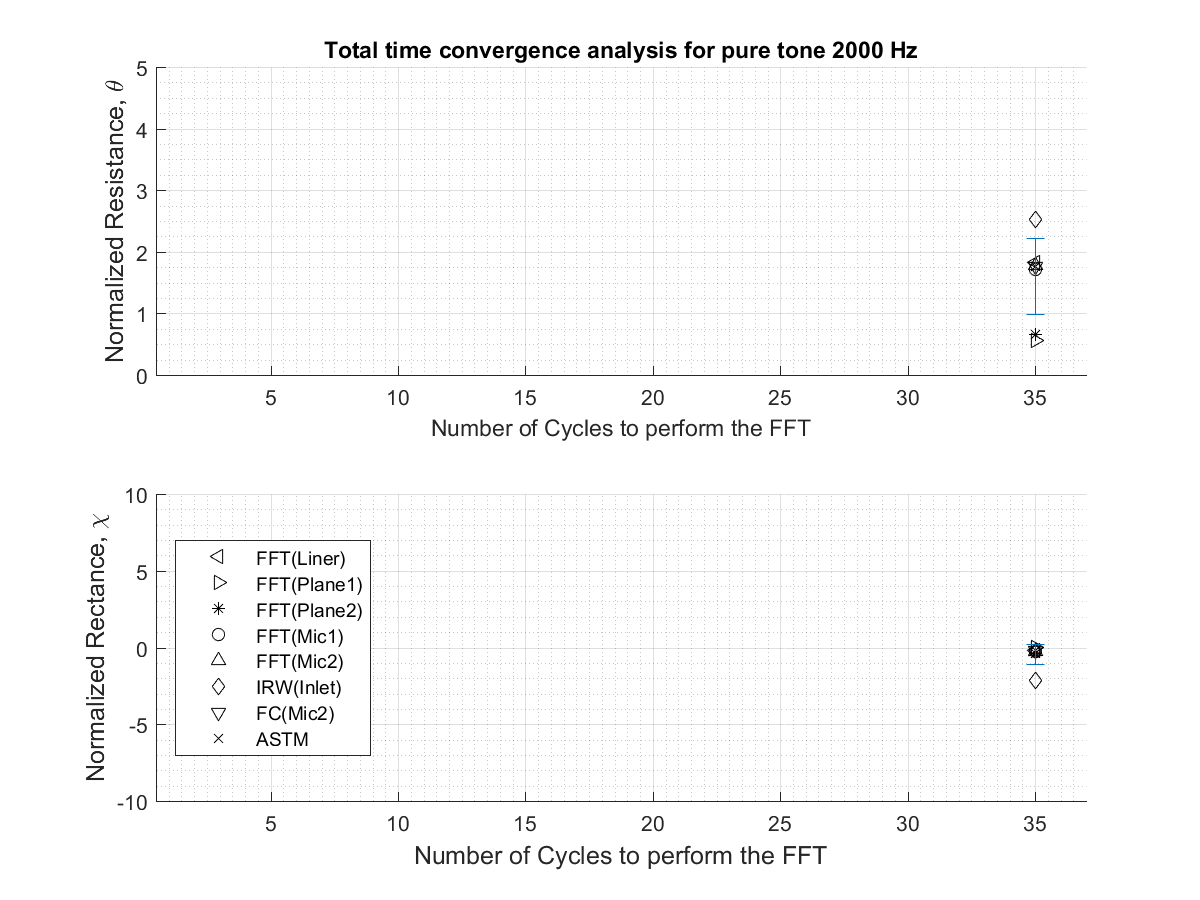 Total time convergence analysis for pure tone 2000 Hz
Normalized Resistance, θ
5
4
3
2
1
0
5 10 15 20 25 30 35
Number of Cycles to perform the FFT
Normalized Rectance, χ
10
5
0
-5
-10
FFT(Liner)
FFT(Plane1)
FFT(Plane2)
FFT(Mic1)
FFT(Mic2)
IRW(Inlet)
FC(Mic2)
ASTM
5 10 15 20 25 30 35
Number of Cycles to perform the FFT